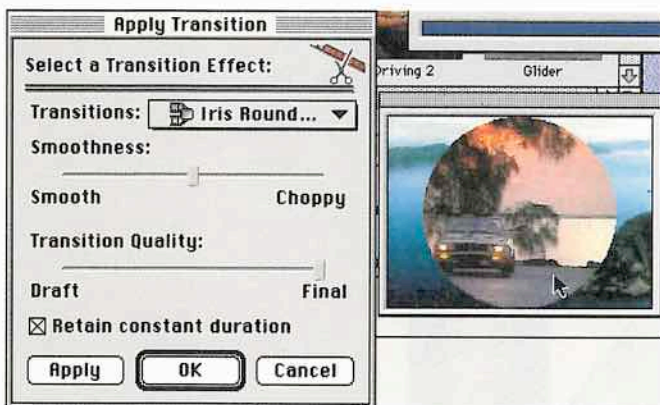 Apply Transition
Select a Transition Effect:
Transitions: Iris Round...
Smoothness:
Smooth Choppy
Transition Quality:
Draft Final
Retain constant duration
Apply OK Cancel
Driving 2 Glider